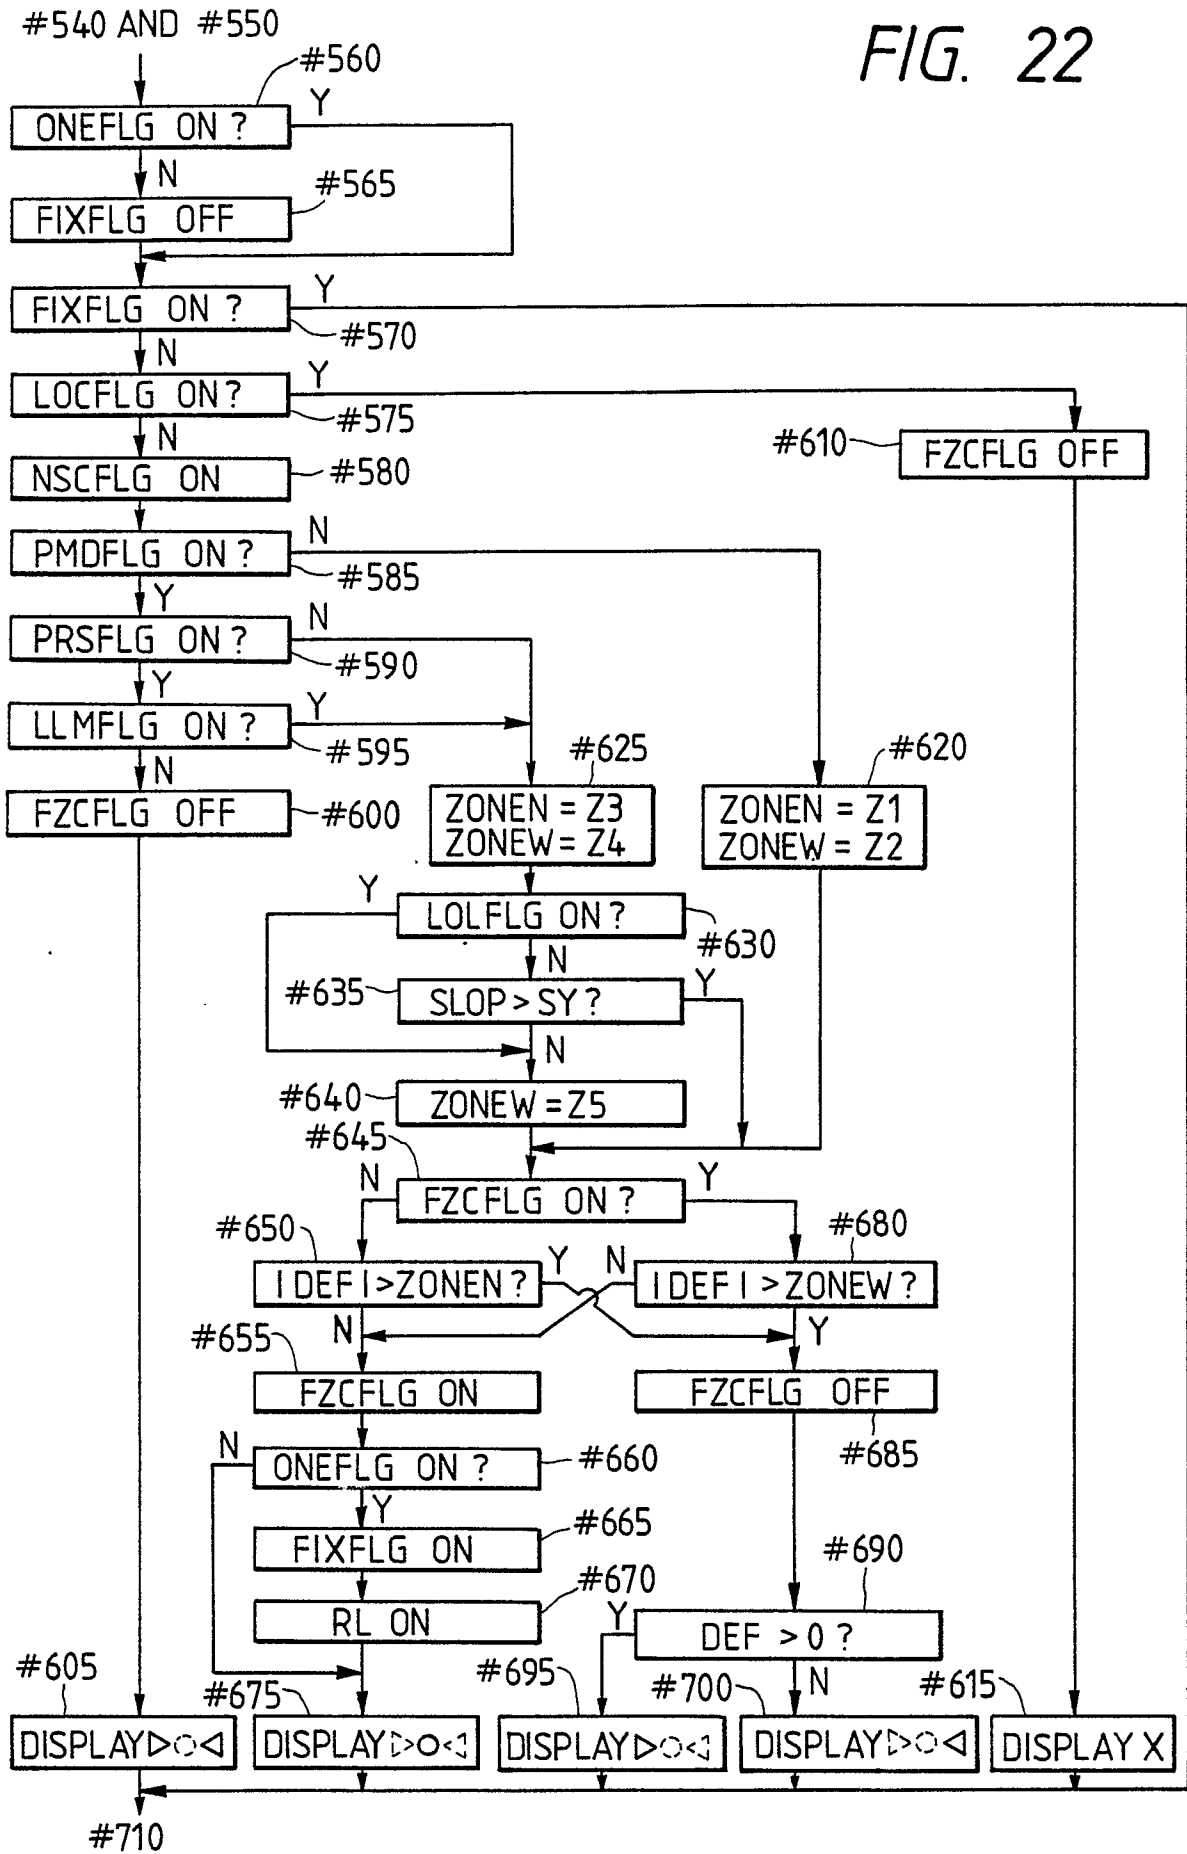 #540 AND #550
FIG. 22
#560
ONEFLG ON ?
Y
N
#565
FIXFLG OFF
FIXFLG ON ?
Y
#570
N
LOCFLG ON?
Y
#575
N
#610
FZCFLG OFF
NSCFLG ON
#580
PMDFLG ON ?
N
#585
Y
PRSFLG ON ?
N
#590
Y
LLMFLG ON ?
Y
#595
N
FZCFLG OFF
#600
#625
ZONEN = Z3
ZONEW = Z4
#620
ZONEN = Z1
ZONEW = Z2
Y
LOLFLG ON ?
#630
N
#635
SLOP > SY ?
Y
N
#640
ZONEW = Z5
#645
N
FZCFLG ON ?
Y
#650
#680
|DEF| > ZONEN ?
Y
N
|DEF| > ZONEW ?
N
Y
#655
FZCFLG ON
FZCFLG OFF
#685
N
ONEFLG ON ?
#660
Y
FIXFLG ON
#665
#690
RL ON
#670
Y
DEF > 0 ?
N
#605
#675
#695
#700
#615
DISPLAY ▷◌◁
DISPLAY ▷○◁
DISPLAY ▷◌◁
DISPLAY ▷◌◁
DISPLAY X
#710